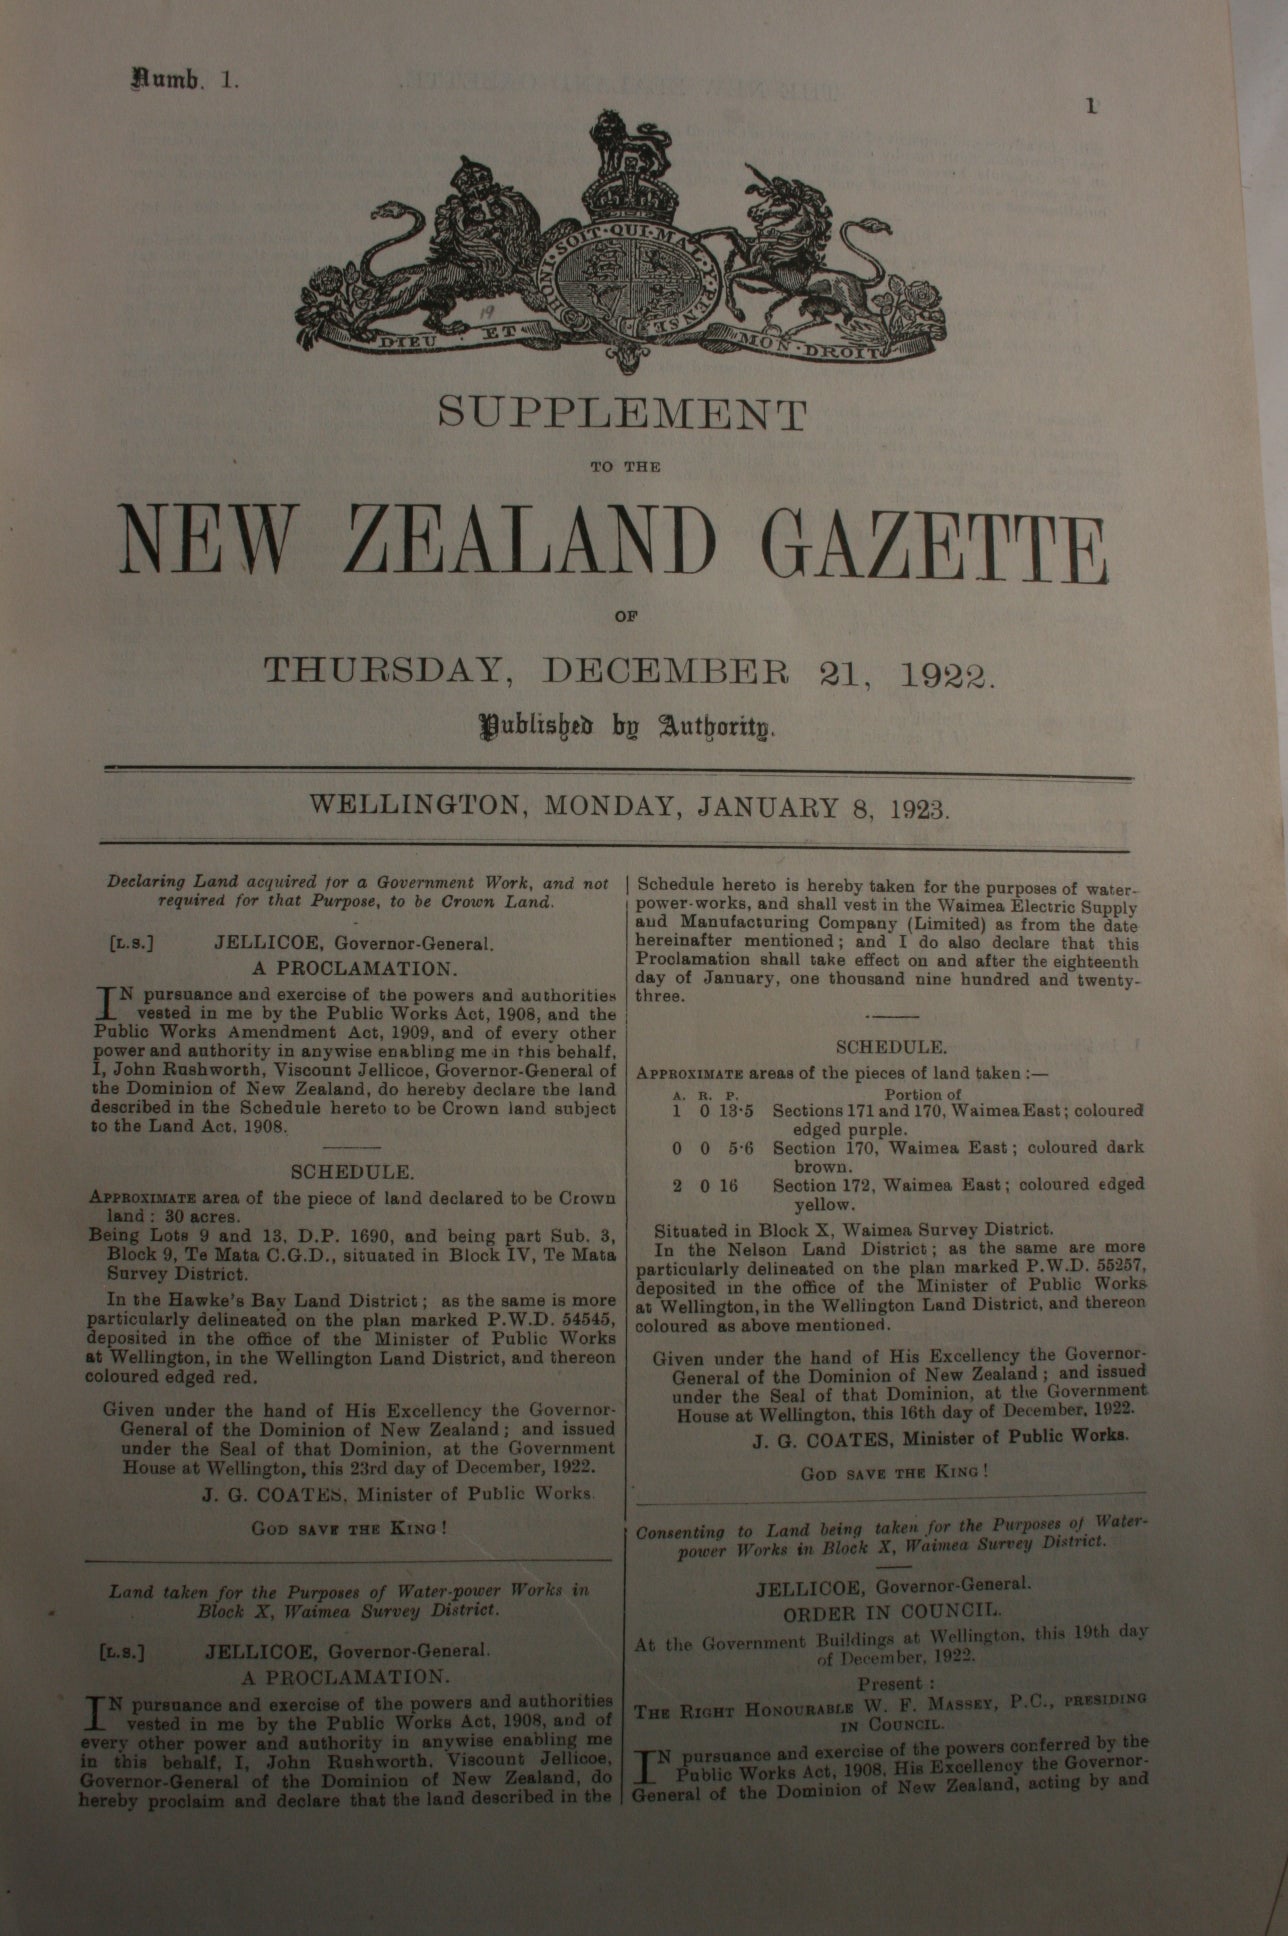 Numb. 1.
1
HONI · SOIT · QUI · MAL · Y · PENSE
19
DIEU · ET MON · DROIT
SUPPLEMENT
TO THE
NEW ZEALAND GAZETTE
OF
THURSDAY, DECEMBER 21, 1922.
Published by Authority.
WELLINGTON, MONDAY, JANUARY 8, 1923.
Declaring Land acquired for a Government Work, and not
required for that Purpose, to be Crown Land.
[L.S.] JELLICOE, Governor-General.
A PROCLAMATION.
IN pursuance and exercise of the powers and authorities
vested in me by the Public Works Act, 1908, and the
Public Works Amendment Act, 1909, and of every other
power and authority in anywise enabling me in this behalf,
I, John Rushworth, Viscount Jellicoe, Governor-General of
the Dominion of New Zealand, do hereby declare the land
described in the Schedule hereto to be Crown land subject
to the Land Act, 1908.
SCHEDULE.
APPROXIMATE area of the piece of land declared to be Crown
land: 30 acres.
Being Lots 9 and 13, D.P. 1690, and being part Sub. 3,
Block 9, Te Mata C.G.D., situated in Block IV, Te Mata
Survey District.
In the Hawke's Bay Land District; as the same is more
particularly delineated on the plan marked P.W.D. 54545,
deposited in the office of the Minister of Public Works
at Wellington, in the Wellington Land District, and thereon
coloured edged red.
Given under the hand of His Excellency the Governor-
General of the Dominion of New Zealand; and issued
under the Seal of that Dominion, at the Government
House at Wellington, this 23rd day of December, 1922.
J. G. COATES, Minister of Public Works.
GOD SAVE THE KING!
Land taken for the Purposes of Water-power Works in
Block X, Waimea Survey District.
[L.S.] JELLICOE, Governor-General.
A PROCLAMATION.
IN pursuance and exercise of the powers and authorities
vested in me by the Public Works Act, 1908, and of
every other power and authority in anywise enabling me
in this behalf, I, John Rushworth, Viscount Jellicoe,
Governor-General of the Dominion of New Zealand, do
hereby proclaim and declare that the land described in the
Schedule hereto is hereby taken for the purposes of water-
power-works, and shall vest in the Waimea Electric Supply
and Manufacturing Company (Limited) as from the date
hereinafter mentioned; and I do also declare that this
Proclamation shall take effect on and after the eighteenth
day of January, one thousand nine hundred and twenty-
three.
SCHEDULE.
APPROXIMATE areas of the pieces of land taken:—
A. R. P. Portion of
1 0 13·5 Sections 171 and 170, Waimea East; coloured
edged purple.
0 0 5·6 Section 170, Waimea East; coloured dark
brown.
2 0 16 Section 172, Waimea East; coloured edged
yellow.
Situated in Block X, Waimea Survey District.
In the Nelson Land District; as the same are more
particularly delineated on the plan marked P.W.D. 55257,
deposited in the office of the Minister of Public Works
at Wellington, in the Wellington Land District, and thereon
coloured as above mentioned.
Given under the hand of His Excellency the Governor-
General of the Dominion of New Zealand; and issued
under the Seal of that Dominion, at the Government
House at Wellington, this 16th day of December, 1922.
J. G. COATES, Minister of Public Works.
GOD SAVE THE KING!
Consenting to Land being taken for the Purposes of Water-
power Works in Block X, Waimea Survey District.
JELLICOE, Governor-General.
ORDER IN COUNCIL.
At the Government Buildings at Wellington, this 19th day
of December, 1922.
Present:
THE RIGHT HONOURABLE W. F. MASSEY, P.C., PRESIDING
IN COUNCIL.
IN pursuance and exercise of the powers conferred by the
Public Works Act, 1908, His Excellency the Governor-
General of the Dominion of New Zealand, acting by and